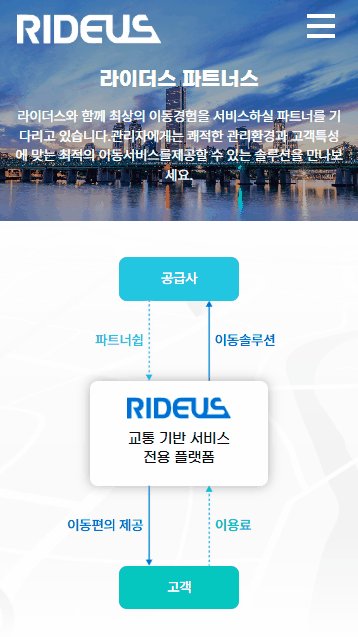 RIDEUS
라이더스 파트너스
라이더스와 함께 최상의 이동경험을 서비스하실 파트너를 기
다리고 있습니다.관리자에게는 쾌적한 관리환경과 고객특성
에 맞는 최적의 이동서비스를제공할 수 있는 솔루션을 만나보
세요.
공급사
파트너쉽
이동솔루션
RIDEUS
교통 기반 서비스
전용 플랫폼
이동편의 제공
이용료
고객